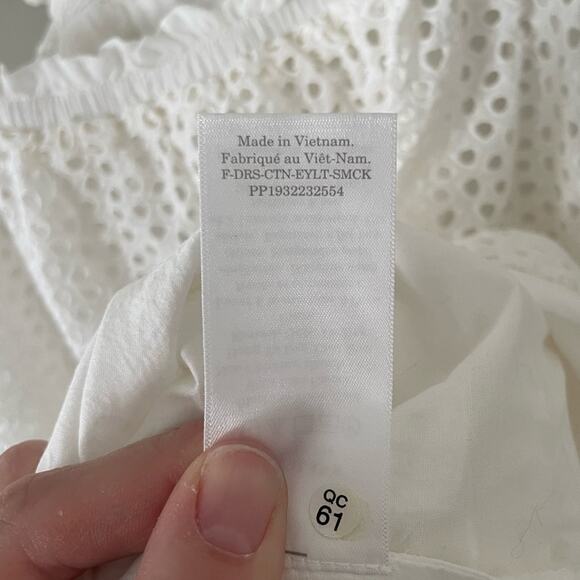 Made in Vietnam.
Fabriqué au Viêt-Nam.
F-DRS-CTN-EYLT-SMCK
PP1932232554
QC
61